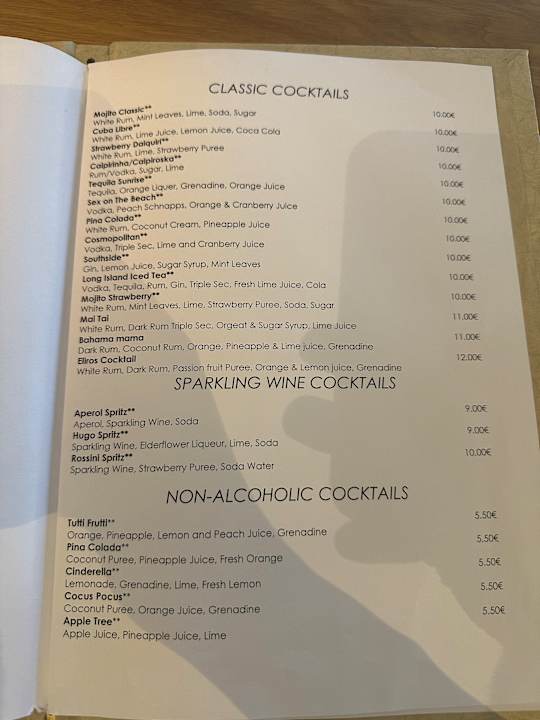 CLASSIC COCKTAILS
Mojito Classic** 10.00€
White Rum, Mint Leaves, Lime, Soda, Sugar
Cuba Libre** 10.00€
White Rum, Lime Juice, Lemon Juice, Coca Cola
Strawberry Daiquiri** 10.00€
White Rum, Lime, Strawberry Puree
Caipirinha/Caipiroska** 10.00€
Rum/Vodka, Sugar, Lime
Tequila Sunrise** 10.00€
Tequila, Orange Liquer, Grenadine, Orange Juice
Sex on The Beach** 10.00€
Vodka, Peach Schnapps, Orange & Cranberry Juice
Pina Colada** 10.00€
White Rum, Coconut Cream, Pineapple Juice
Cosmopolitan** 10.00€
Vodka, Triple Sec, Lime and Cranberry Juice
Southside** 10.00€
Gin, Lemon Juice, Sugar Syrup, Mint Leaves
Long Island Iced Tea** 10.00€
Vodka, Tequila, Rum, Gin, Triple Sec, Fresh Lime Juice, Cola
Mojito Strawberry** 10.00€
White Rum, Mint Leaves, Lime, Strawberry Puree, Soda, Sugar
Mai Tai 11.00€
White Rum, Dark Rum Triple Sec, Orgeat & Sugar Syrup, Lime Juice
Bahama mama 11.00€
Dark Rum, Coconut Rum, Orange, Pineapple & Lime juice, Grenadine
Eliros Cocktail 12.00€
White Rum, Dark Rum, Passion fruit Puree, Orange & Lemon juice, Grenadine
SPARKLING WINE COCKTAILS
Aperol Spritz** 9.00€
Aperol, Sparkling Wine, Soda
Hugo Spritz** 9.00€
Sparkling Wine, Elderflower Liqueur, Lime, Soda
Rossini Spritz** 10.00€
Sparkling Wine, Strawberry Puree, Soda Water
NON-ALCOHOLIC COCKTAILS
Tutti Frutti** 5.50€
Orange, Pineapple, Lemon and Peach Juice, Grenadine
Pina Colada** 5.50€
Coconut Puree, Pineapple Juice, Fresh Orange
Cinderella** 5.50€
Lemonade, Grenadine, Lime, Fresh Lemon
Cocus Pocus** 5.50€
Coconut Puree, Orange Juice, Grenadine
Apple Tree** 5.50€
Apple Juice, Pineapple Juice, Lime